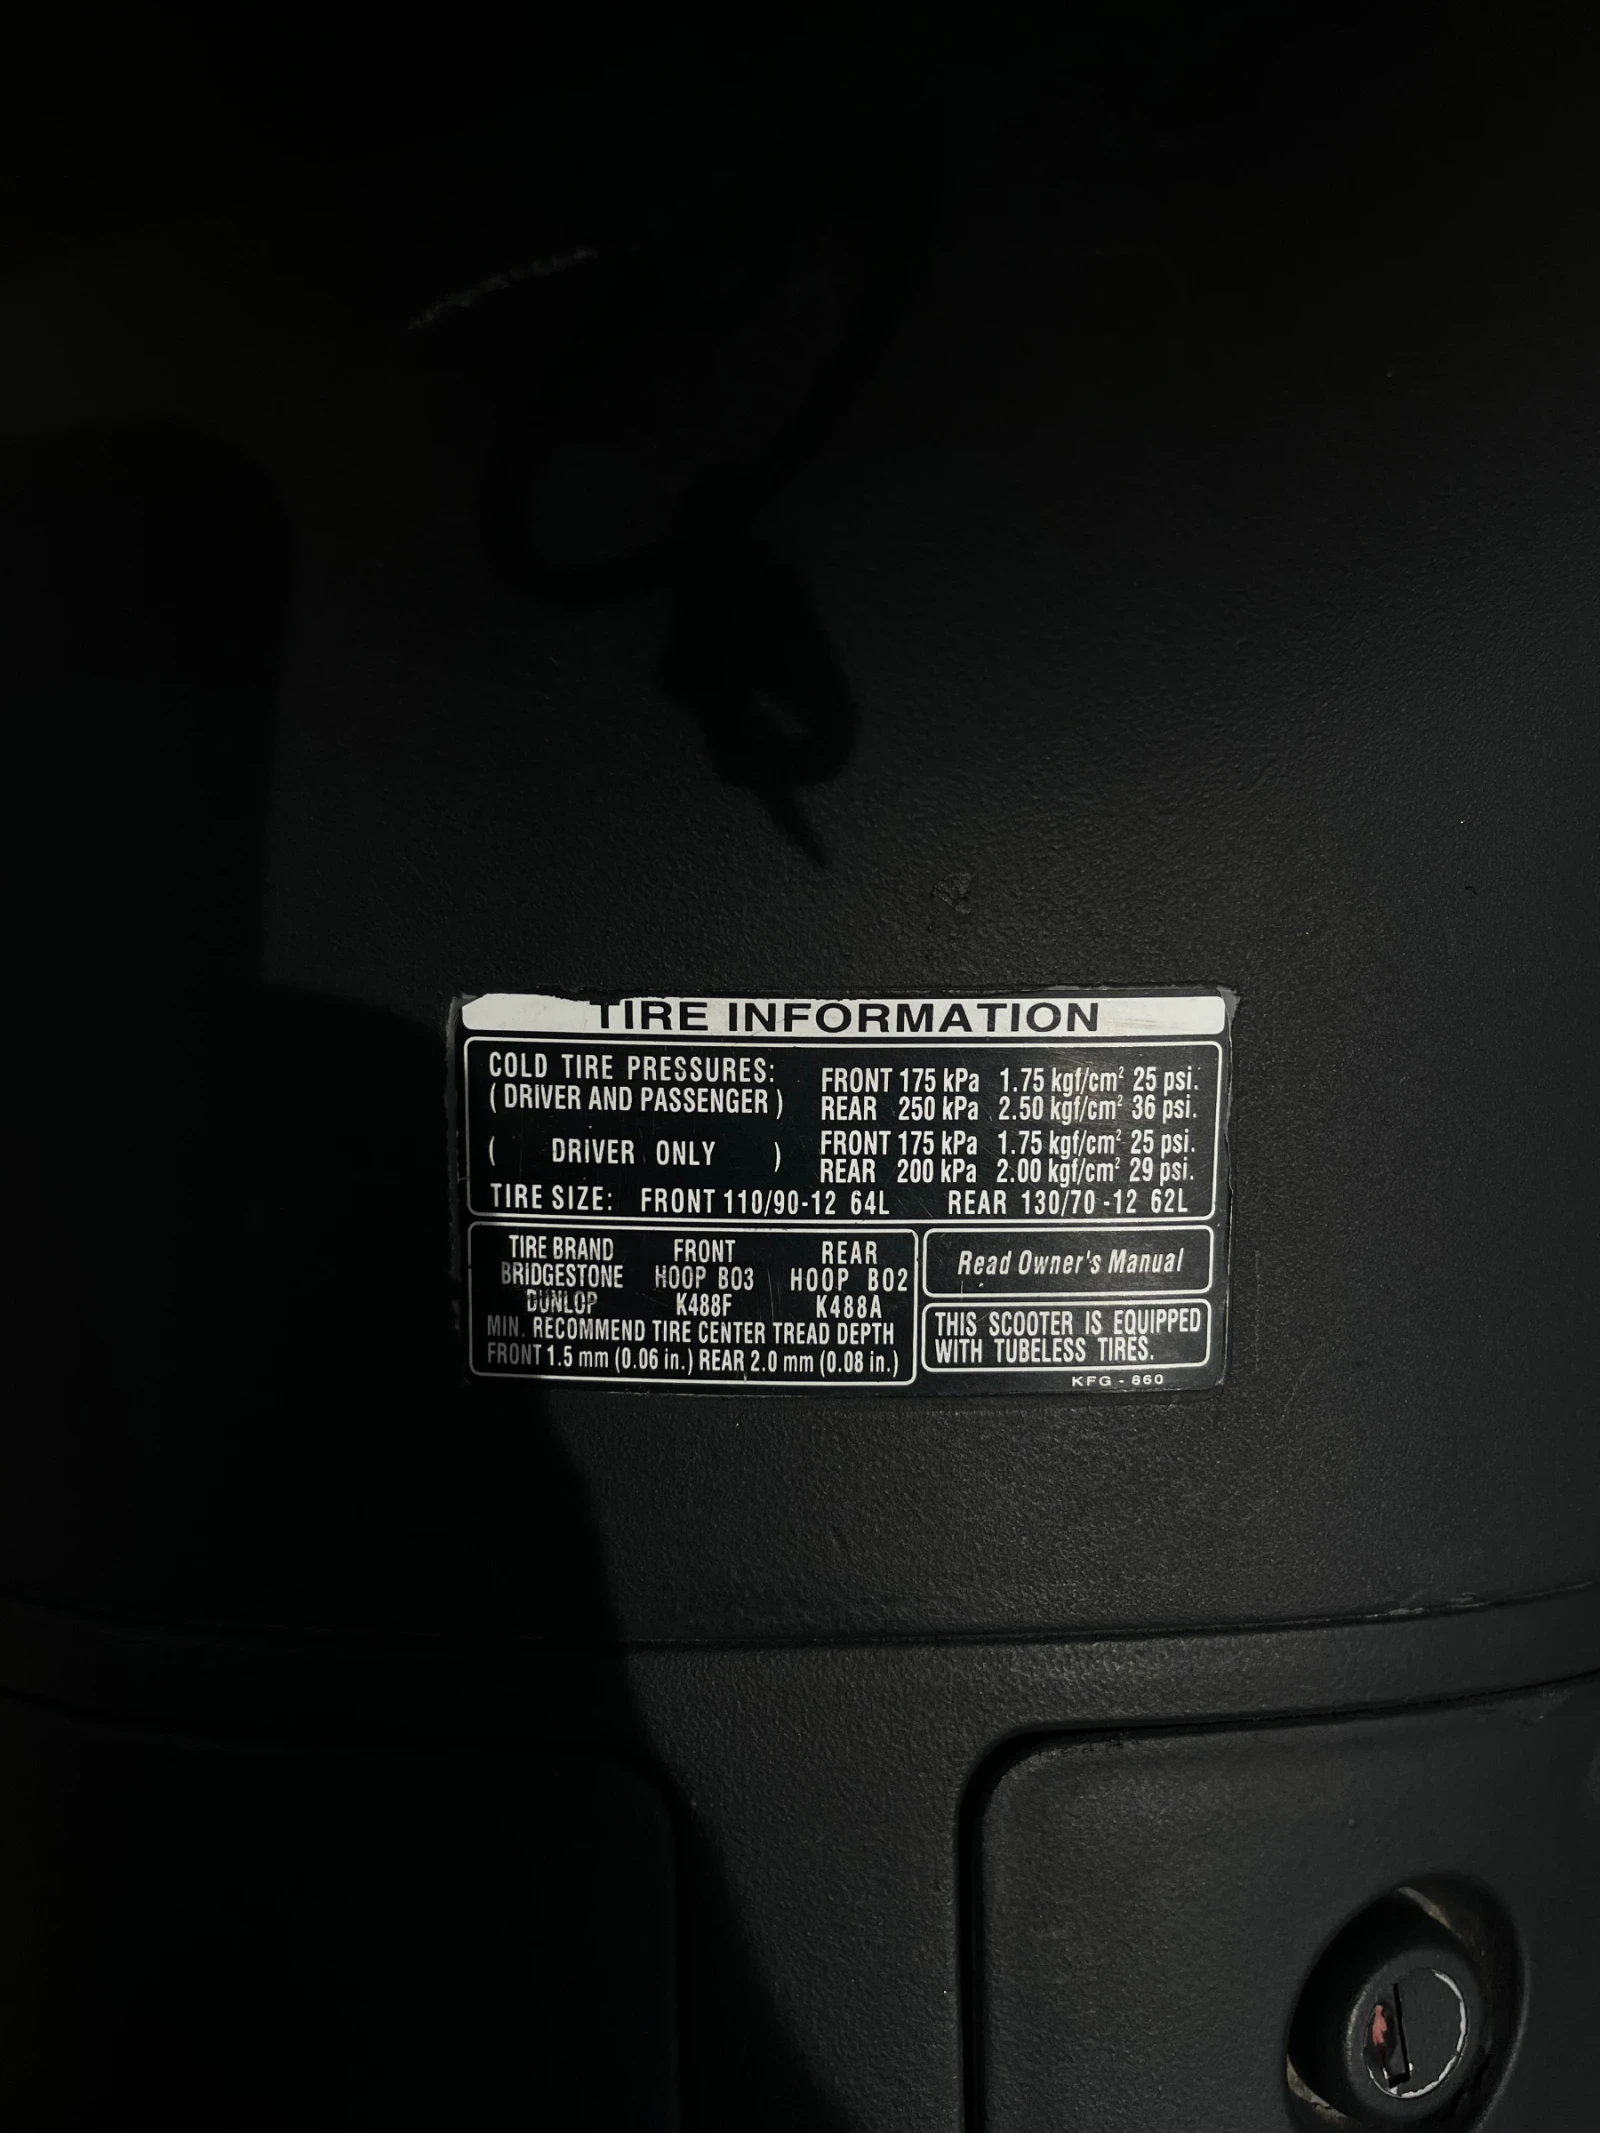 TIRE INFORMATION
COLD TIRE PRESSURES:
(DRIVER AND PASSENGER)
FRONT 175 kPa 1.75 kgf/cm² 25 psi.
REAR 250 kPa 2.50 kgf/cm² 36 psi.
( DRIVER ONLY )
FRONT 175 kPa 1.75 kgf/cm² 25 psi.
REAR 200 kPa 2.00 kgf/cm² 29 psi.
TIRE SIZE: FRONT 110/90-12 64L REAR 130/70-12 62L
TIRE BRAND FRONT REAR
BRIDGESTONE HOOP B03 HOOP B02
DUNLOP K488F K488A
MIN. RECOMMEND TIRE CENTER TREAD DEPTH
FRONT 1.5 mm (0.06 in.) REAR 2.0 mm (0.08 in.)
Read Owner's Manual
THIS SCOOTER IS EQUIPPED
WITH TUBELESS TIRES.
KFG - 860